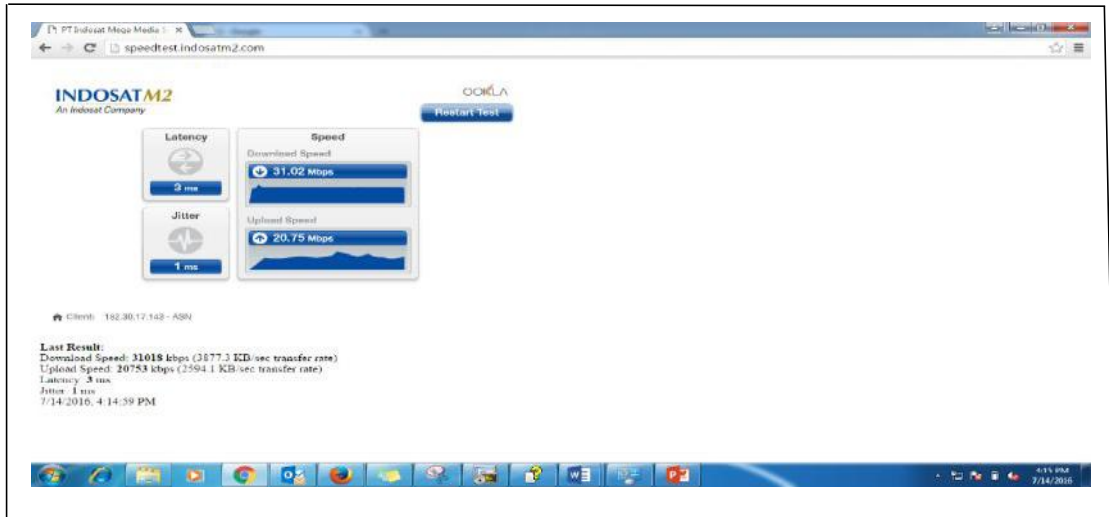 PT Indosat Mega Media
speedtest.indosatm2.com
INDOSATM2
An Indosat Company
OOKLA
Restart Test
Latency
3 ms
Jitter
1 ms
Speed
Download Speed
31.02 Mbps
Upload Speed
20.75 Mbps
Client: 182.30.17.143 - ASN
Last Result:
Download Speed: 31018 kbps (3877.3 KB/sec transfer rate)
Upload Speed: 20753 kbps (2594.1 KB/sec transfer rate)
Latency: 3 ms
Jitter: 1 ms
7/14/2016, 4:14:59 PM
4:15 PM
7/14/2016